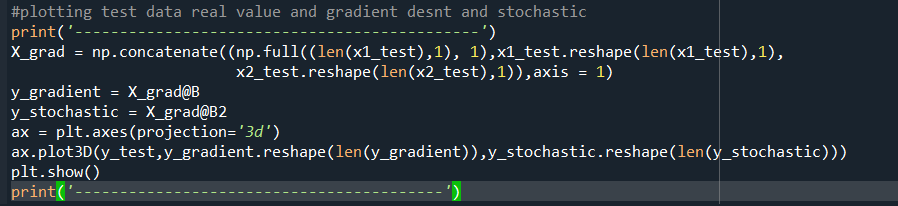 #plotting test data real value and gradient desnt and stochastic
print('----------------------------------------------')
X_grad = np.concatenate((np.full((len(x1_test),1), 1),x1_test.reshape(len(x1_test),1),
x2_test.reshape(len(x2_test),1)),axis = 1)
y_gradient = X_grad@B
y_stochastic = X_grad@B2
ax = plt.axes(projection='3d')
ax.plot3D(y_test,y_gradient.reshape(len(y_gradient)),y_stochastic.reshape(len(y_stochastic)))
plt.show()
print('------------------------------------------')